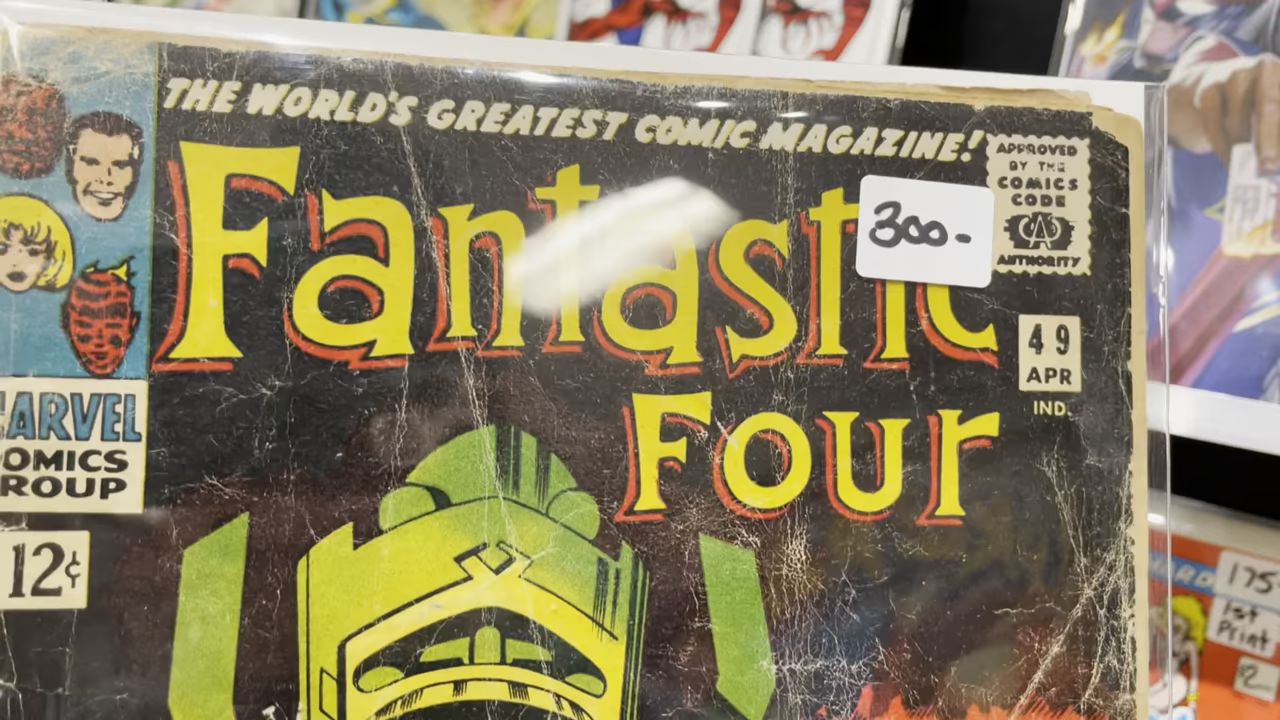 THE WORLD'S GREATEST COMIC MAGAZINE!
Fantastic
Four
300-
APPROVED
BY THE
COMICS
CODE
CA
AUTHORITY
49
APR
IND.
ARVEL
OMICS
ROUP
12¢
175
1st
Print